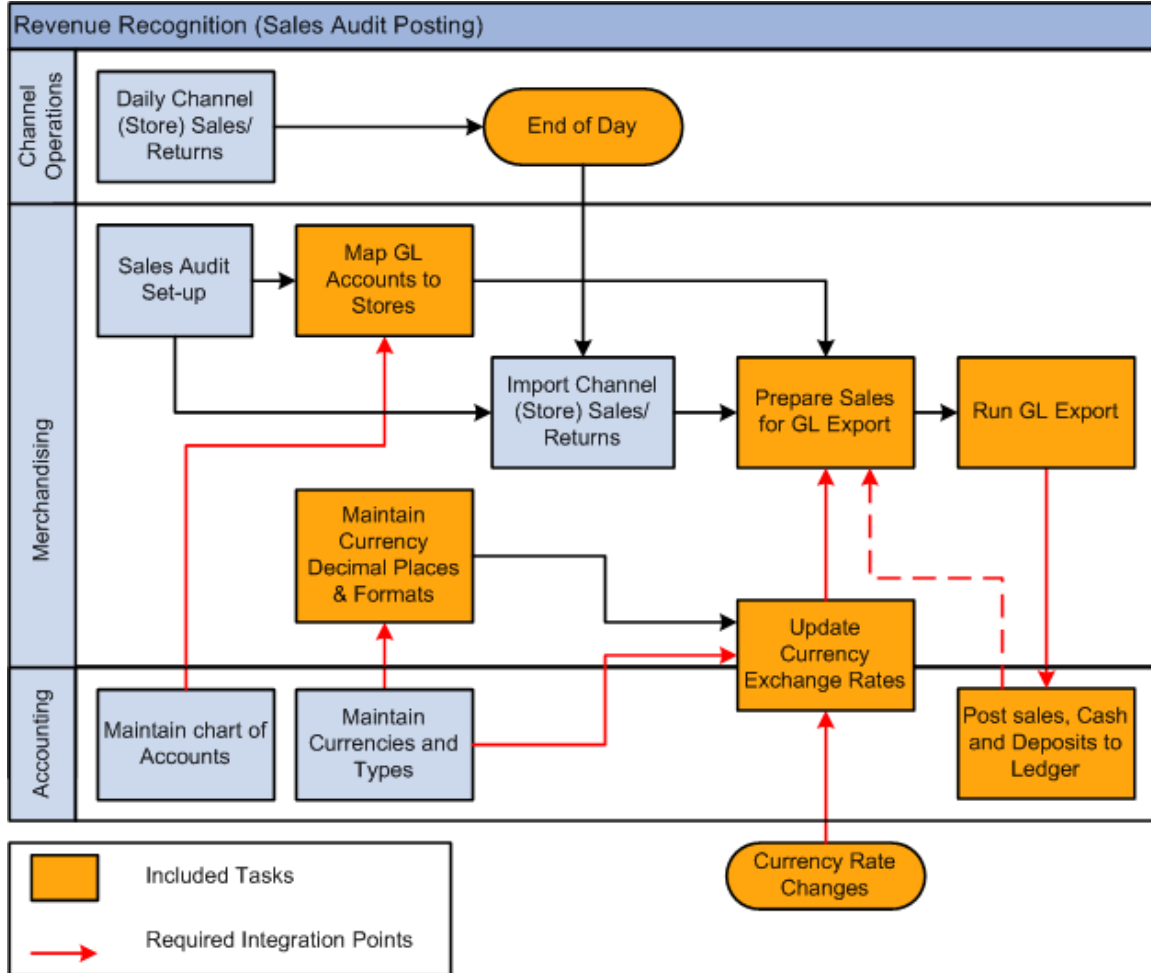 Revenue Recognition (Sales Audit Posting)
Channel
Operations
Daily Channel
(Store) Sales/
Returns
End of Day
Merchandising
Sales Audit
Set-up
Map GL
Accounts to
Stores
Import Channel
(Store) Sales/
Returns
Prepare Sales
for GL Export
Run GL Export
Maintain
Currency
Decimal Places
& Formats
Update
Currency
Exchange Rates
Accounting
Maintain chart of
Accounts
Maintain
Currencies and
Types
Post sales, Cash
and Deposits to
Ledger
Currency Rate
Changes
Included Tasks
Required Integration Points